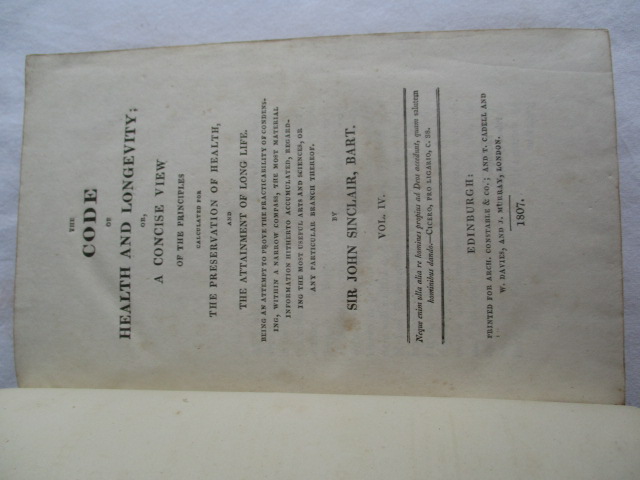 THE
CODE
OF
HEALTH AND LONGEVITY;
OR,
A CONCISE VIEW
OF THE PRINCIPLES
CALCULATED FOR
THE PRESERVATION OF HEALTH,
AND
THE ATTAINMENT OF LONG LIFE.
BEING AN ATTEMPT TO PROVE THE PRACTICABILITY OF CONDENS-
ING, WITHIN A NARROW COMPASS, THE MOST MATERIAL
INFORMATION HITHERTO ACCUMULATED, REGARD-
ING THE MOST USEFUL ARTS AND SCIENCES, OR
ANY PARTICULAR BRANCH THEREOF.
BY
SIR JOHN SINCLAIR, BART.
VOL. IV.
Neque enim ulla alia re homines propius ad Deos accedunt, quam salutem
hominibus dando.—CICERO, PRO LIGARIO, C. 38.
EDINBURGH:
PRINTED FOR ARCH. CONSTABLE & CO.; AND T. CADELL AND
W. DAVIES, AND J. MURRAY, LONDON.
1807.